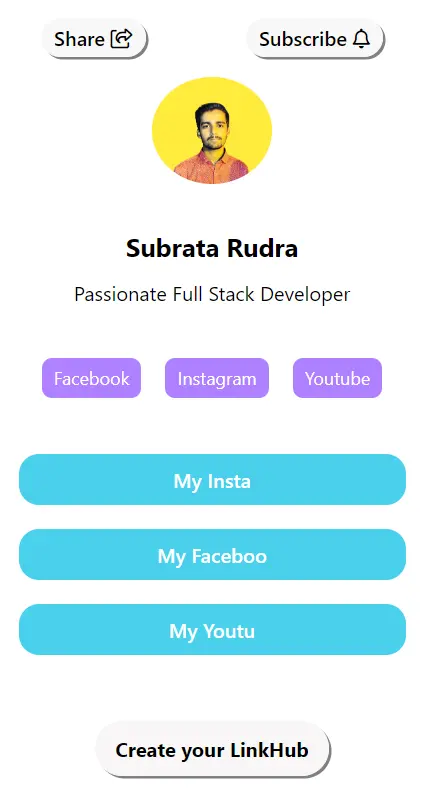 Share
Subscribe
Subrata Rudra
Passionate Full Stack Developer
Facebook
Instagram
Youtube
My Insta
My Faceboo
My Youtu
Create your LinkHub